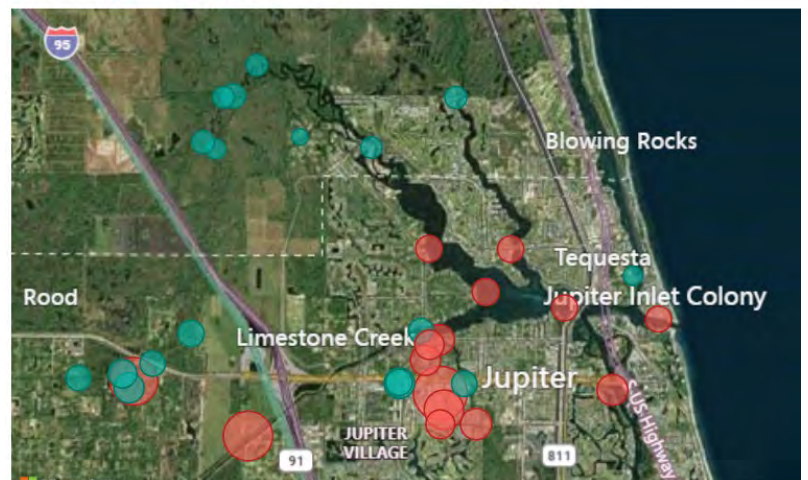 95
Blowing Rocks
Tequesta
Rood
Jupiter Inlet Colony
Limestone Creek
Jupiter
S US Highway
JUPITER
VILLAGE
91
811